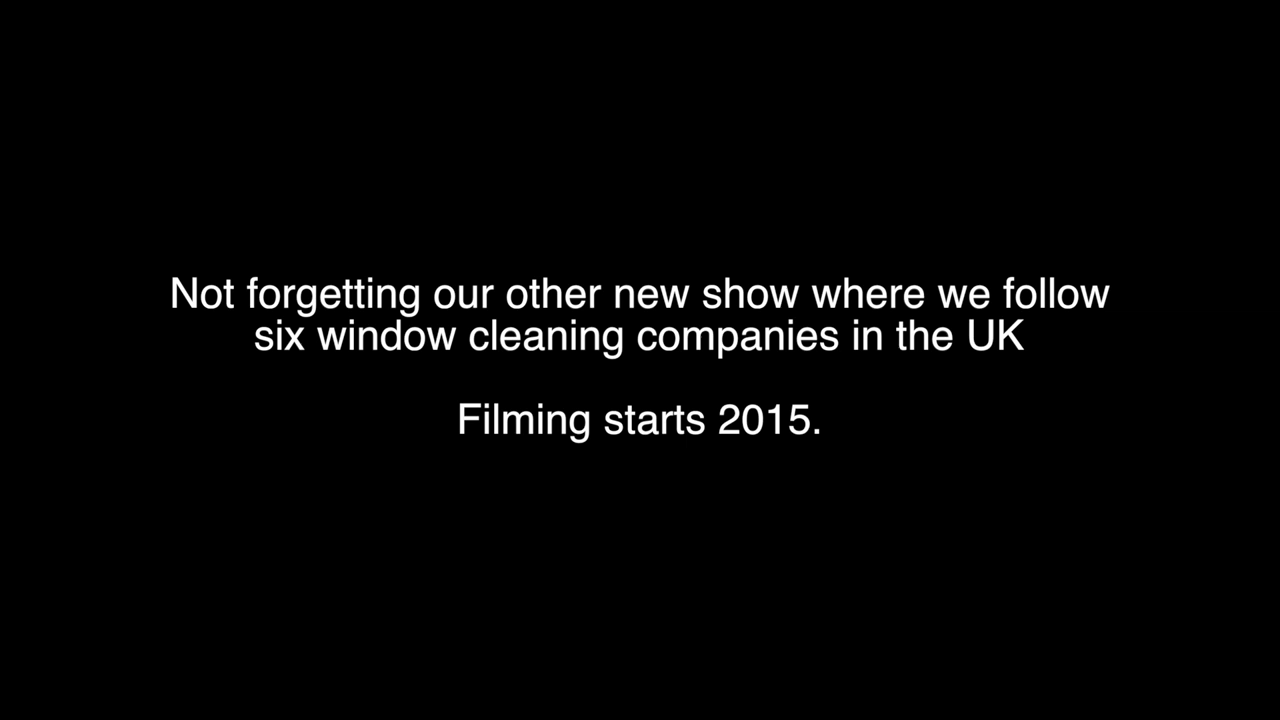 Not forgetting our other new show where we follow
six window cleaning companies in the UK
Filming starts 2015.